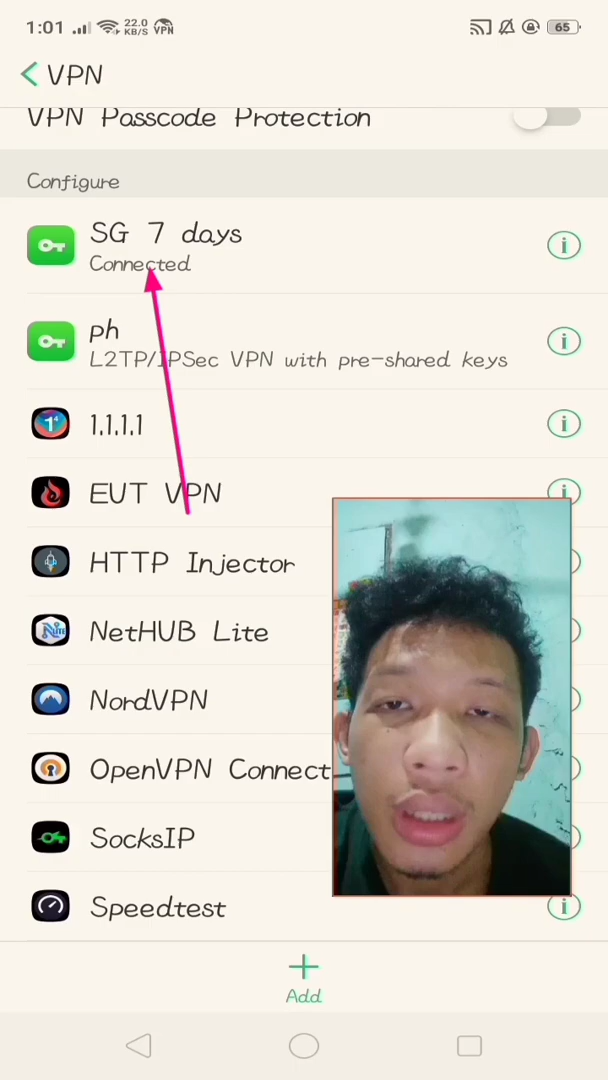 1:01 22.0 KB/S VPN 65
VPN
VPN Passcode Protection
Configure
SG 7 days
Connected
ph
L2TP/IPSec VPN with pre-shared keys
1.1.1.1
EUT VPN
HTTP Injector
NetHUB Lite
NordVPN
OpenVPN Connect
SocksIP
Speedtest
Add